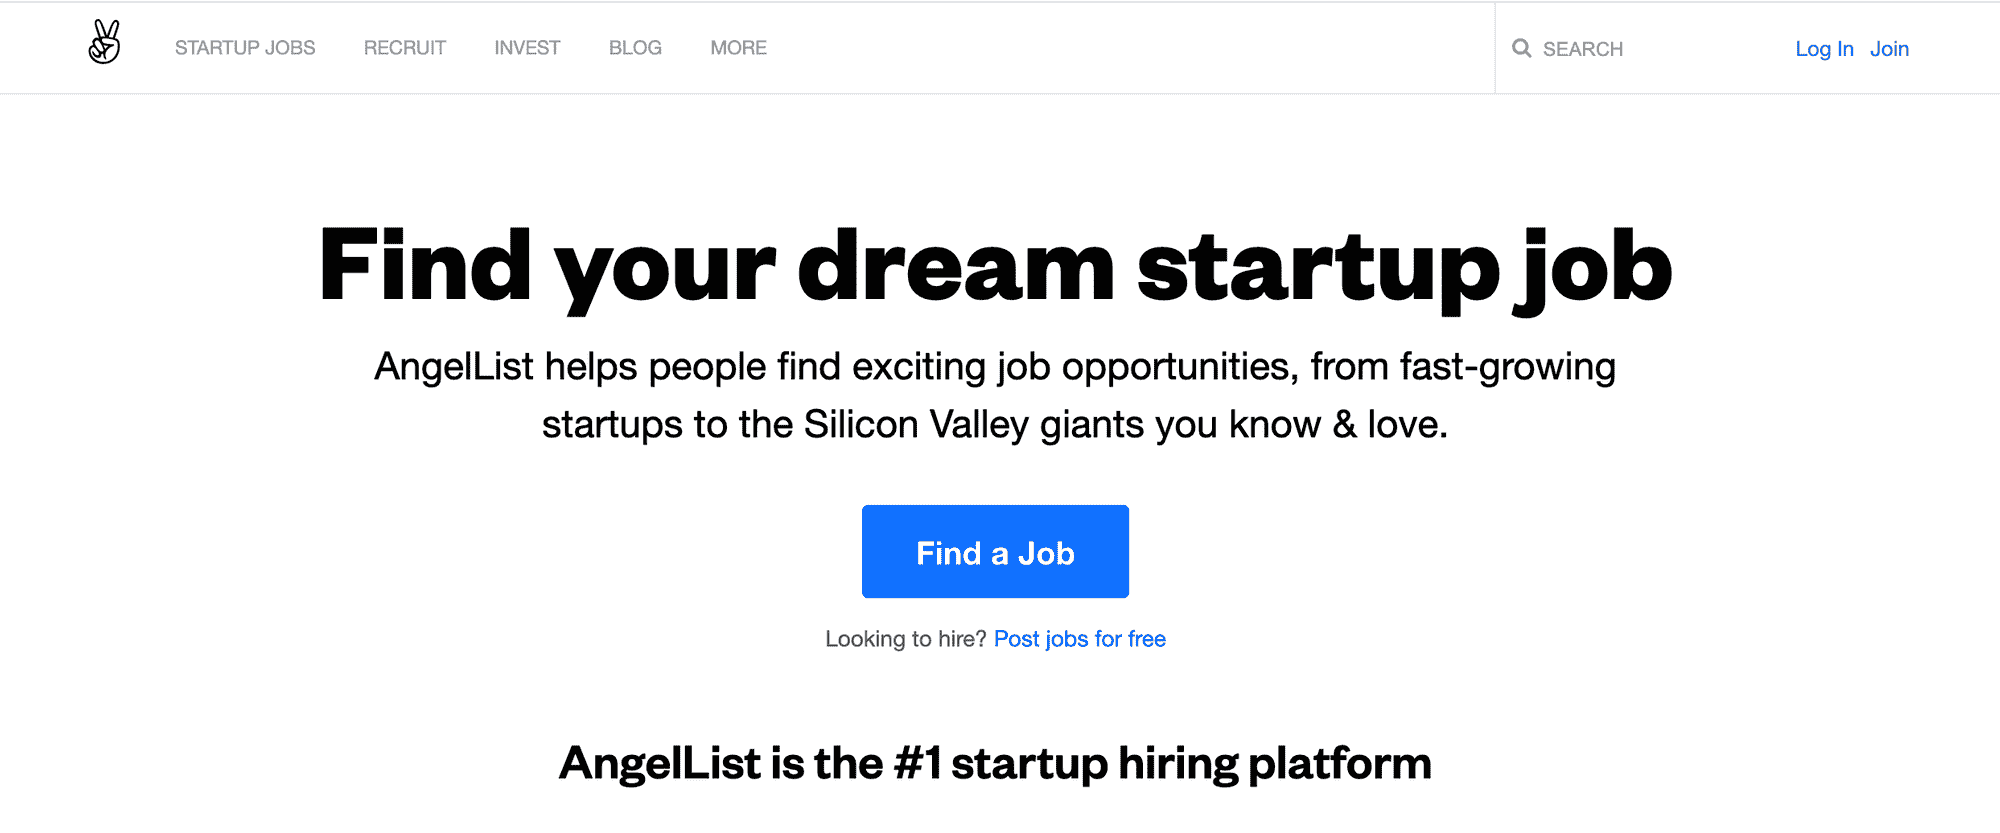 STARTUP JOBS RECRUIT INVEST BLOG MORE SEARCH Log In Join
Find your dream startup job
AngelList helps people find exciting job opportunities, from fast-growing
startups to the Silicon Valley giants you know & love.
Find a Job
Looking to hire? Post jobs for free
AngelList is the #1 startup hiring platform